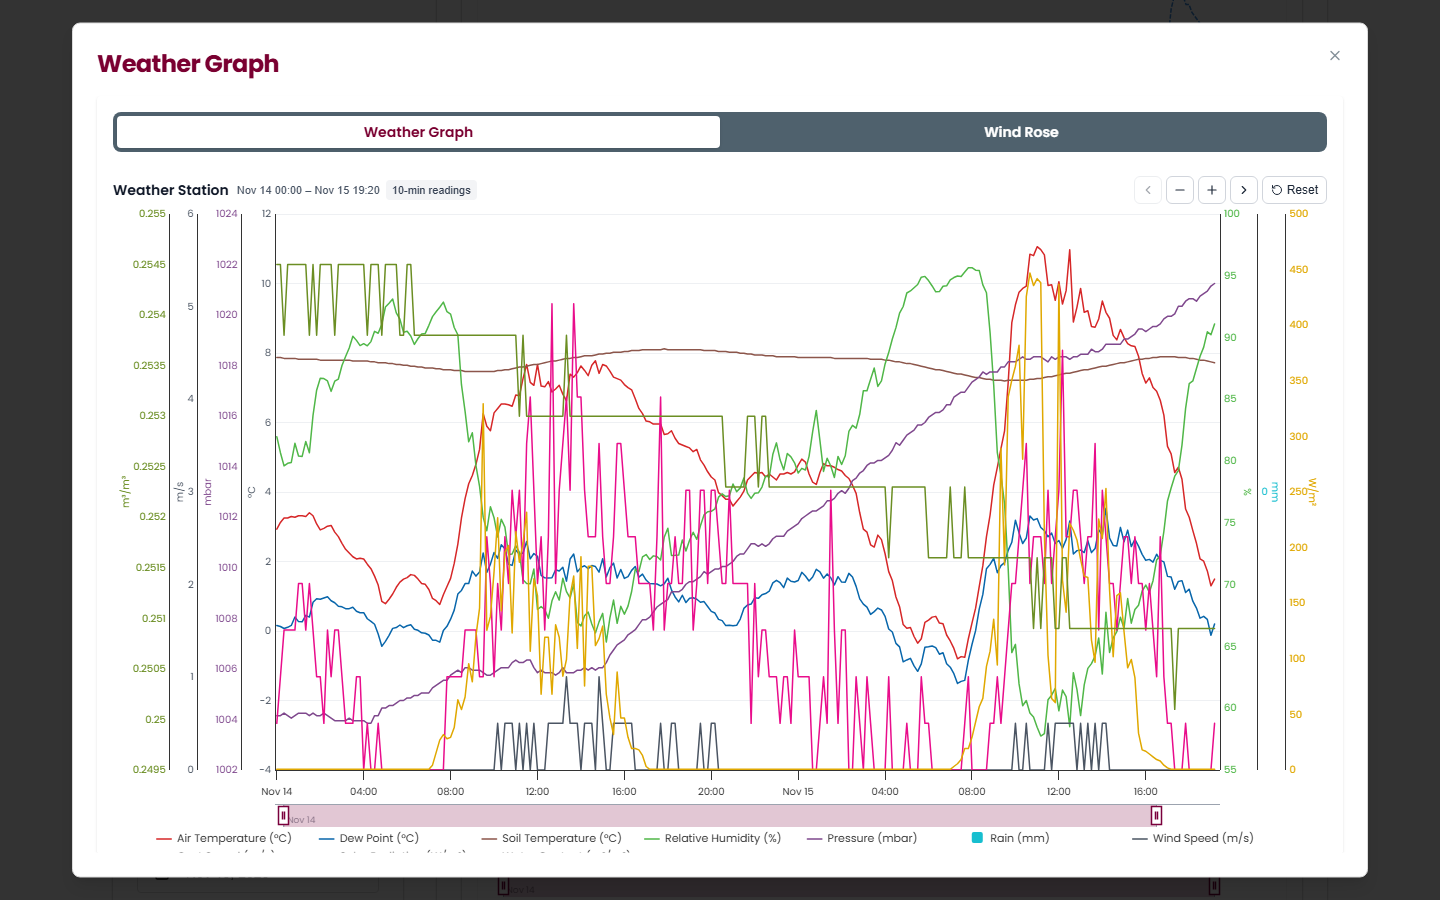 Weather Graph
Weather Graph
Wind Rose
Weather Station Nov 14 00:00 – Nov 15 19:20 10-min readings
Reset
0.255 6 1024 12 100 500
0.2545 1022 95 450
0.254 5 1020 10 90 400
0.2535 1018 8 350
0.253 4 1016 85
6 300
0.2525 1014 80
m³/m³ m/s 3 mbar °C 4 % 0 mm 250 W/m²
0.252 1012 75
0.2515 1010 2 200
2 70 150
0.251 1008 0
65 100
0.2505 1 1006
−2
0.25 1004 60 50
0.2495 0 1002 −4 55 0
Nov 14 04:00 08:00 12:00 16:00 20:00 Nov 15 04:00 08:00 12:00 16:00
Nov 14
Air Temperature (°C) Dew Point (°C) Soil Temperature (°C) Relative Humidity (%) Pressure (mbar) Rain (mm) Wind Speed (m/s)